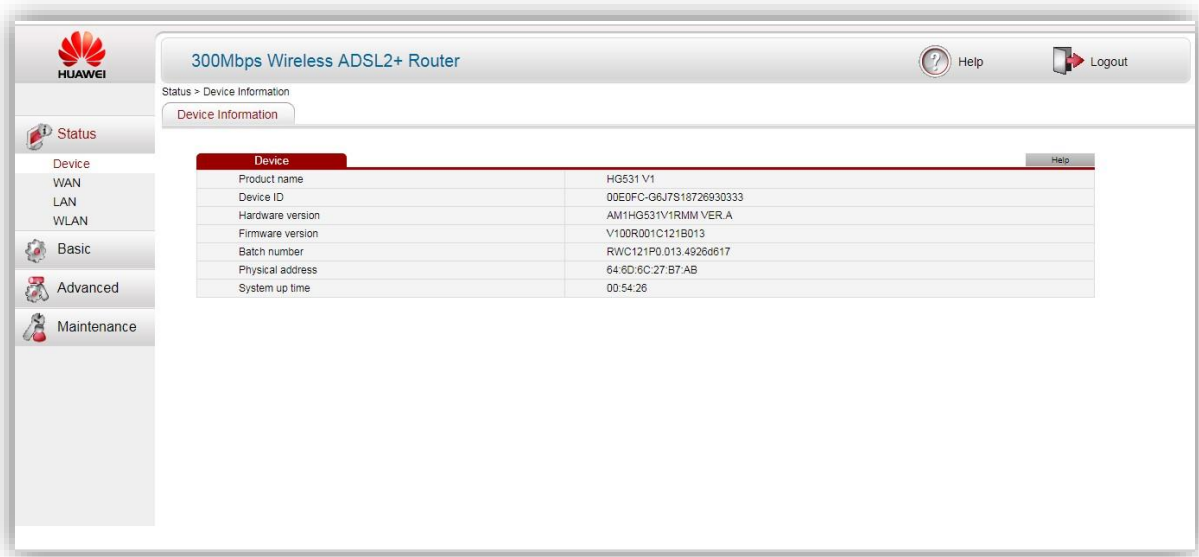 HUAWEI
300Mbps Wireless ADSL2+ Router
Help
Logout
Status > Device Information
Device Information
Status
Device
WAN
LAN
WLAN
Basic
Advanced
Maintenance
Device
Help
Product name HG531 V1
Device ID 00E0FC-G6J7S18726930333
Hardware version AM1HG531V1RMM VER.A
Firmware version V100R001C121B013
Batch number RWC121P0.013.4926d617
Physical address 64:6D:6C:27:B7:AB
System up time 00:54:26